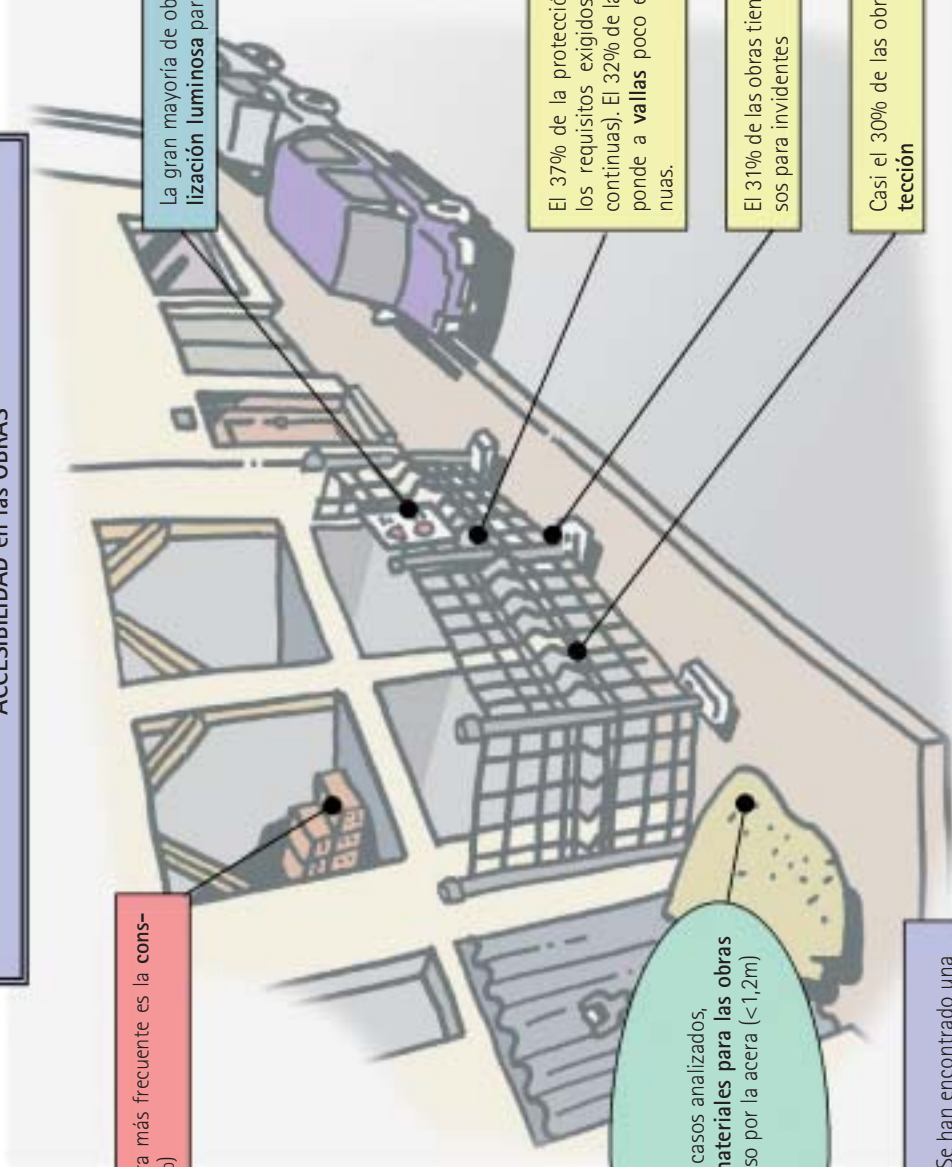 ACCESIBILIDAD en las OBRAS
ra más frecuente es la cons-
La gran mayoría de ob
lización luminosa par
El 37% de la protecció
los requisitos exigidos
continuas). El 32% de la
ponde a vallas poco e
nuas.
El 31% de las obras tien
sos para invidentes
Casi el 30% de las obr
tección
casos analizados,
materiales para las obras
so por la acera (<1,2m)
Se han encontrado una